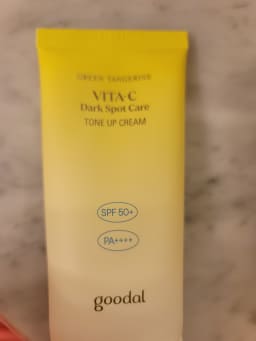 GREEN TANGERINE
VITA-C
Dark Spot Care
TONE UP CREAM
SPF 50+
PA++++
goodal